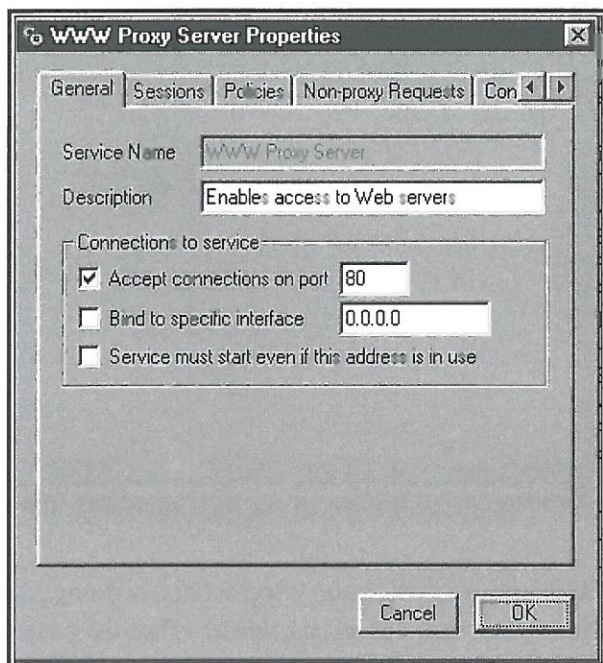 WWW Proxy Server Properties
General Sessions Policies Non-proxy Requests Con
Service Name WWW Proxy Server
Description Enables access to Web servers
Connections to service
Accept connections on port 80
Bind to specific interface 0.0.0.0
Service must start even if this address is in use
Cancel OK